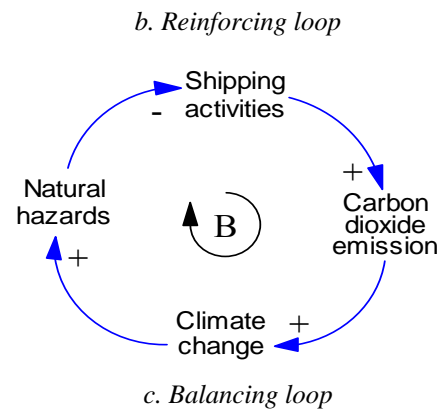 b. Reinforcing loop
Shipping
activities
-
+
Natural
hazards
Carbon
dioxide
emission
B
+
Climate
change
+
c. Balancing loop